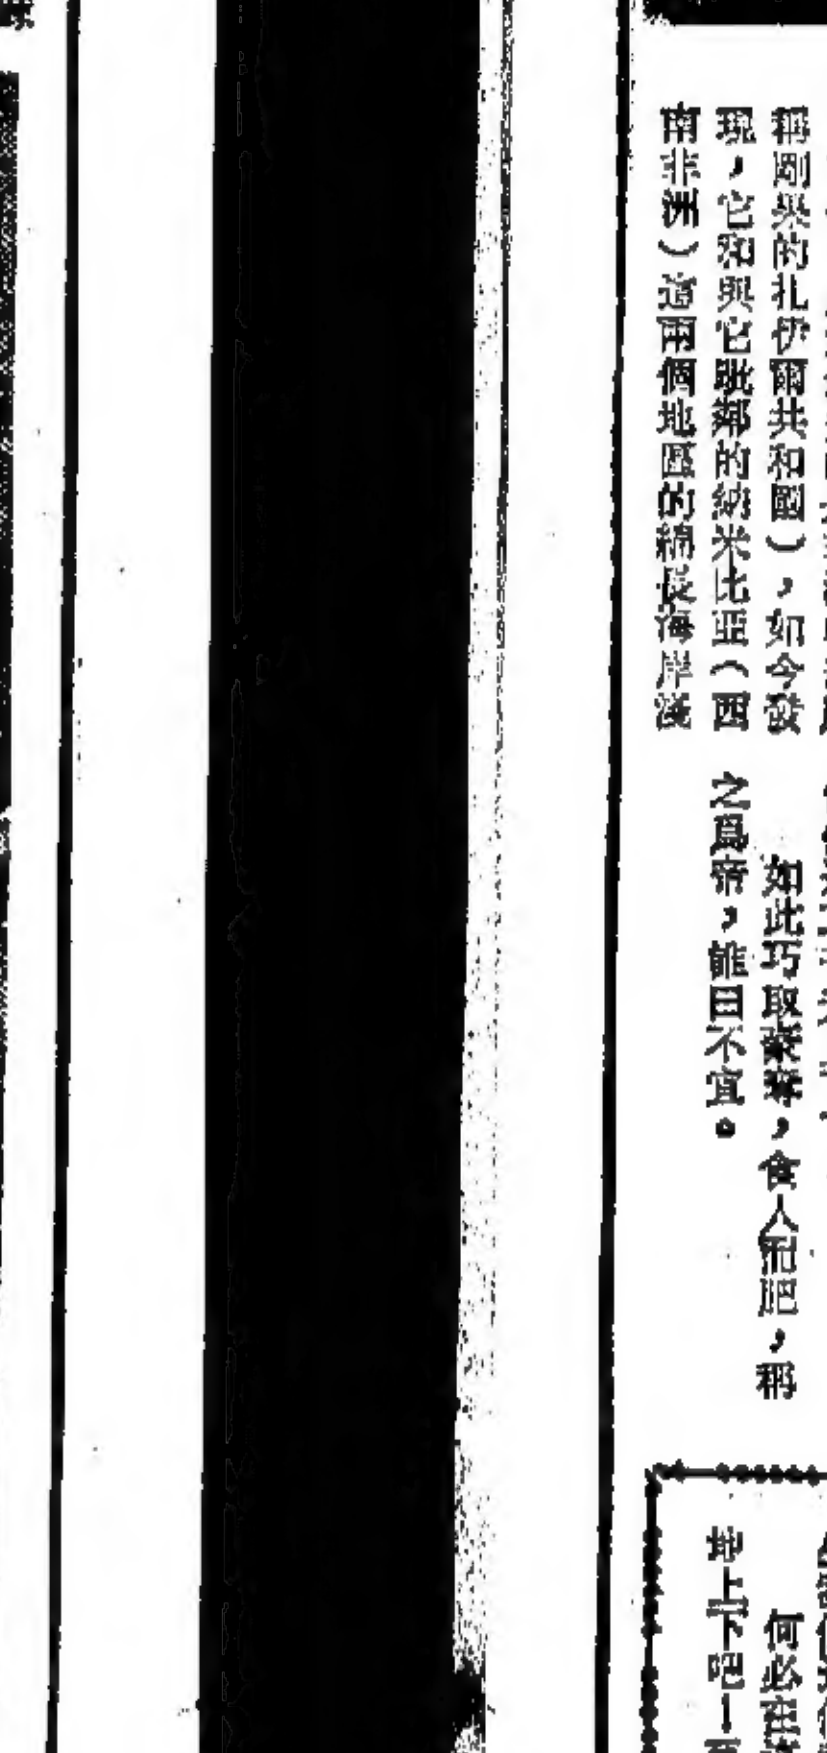 稱剛果的扎伊爾共和國），如今發
現，它和與它毗鄰的納米比亞（西
南非洲）這兩個地區的綿長海岸淺
如此巧取豪奪，食人而肥，稱
之爲帝，誰曰不宜。
何必在
地上下吧！